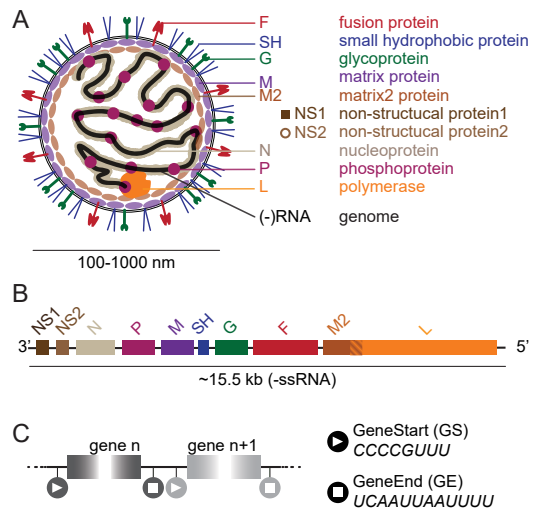 A
F fusion protein
SH small hydrophobic protein
G glycoprotein
M matrix protein
M2 matrix2 protein
NS1 non-structucal protein1
NS2 non-structucal protein2
N nucleoprotein
P phosphoprotein
L polymerase
(-)RNA genome
100-1000 nm
B
NS1 NS2 N P M SH G F M2 L
3' 5'
~15.5 kb (-ssRNA)
C
gene n gene n+1
GeneStart (GS)
CCCCGUUU
GeneEnd (GE)
UCAAUUAAUUUU